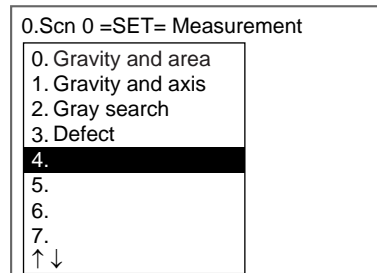 0.Scn 0 =SET= Measurement
0. Gravity and area
1. Gravity and axis
2. Gray search
3. Defect
4.
5.
6.
7.
↑↓